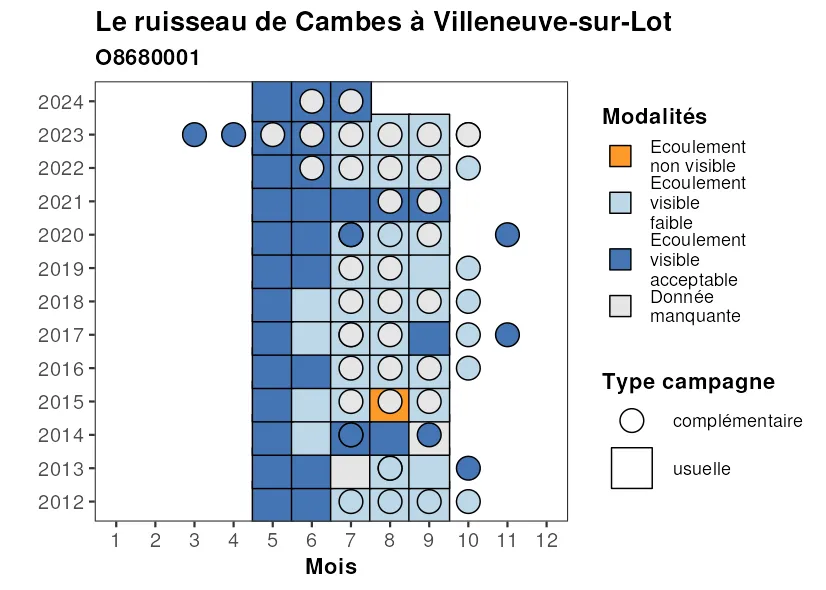 Le ruisseau de Cambes à Villeneuve-sur-Lot
O8680001
2024
2023
2022
2021
2020
2019
2018
2017
2016
2015
2014
2013
2012
1 2 3 4 5 6 7 8 9 10 11 12
Mois
Modalités
Ecoulement
non visible
Ecoulement
visible
faible
Ecoulement
visible
acceptable
Donnée
manquante
Type campagne
complémentaire
usuelle